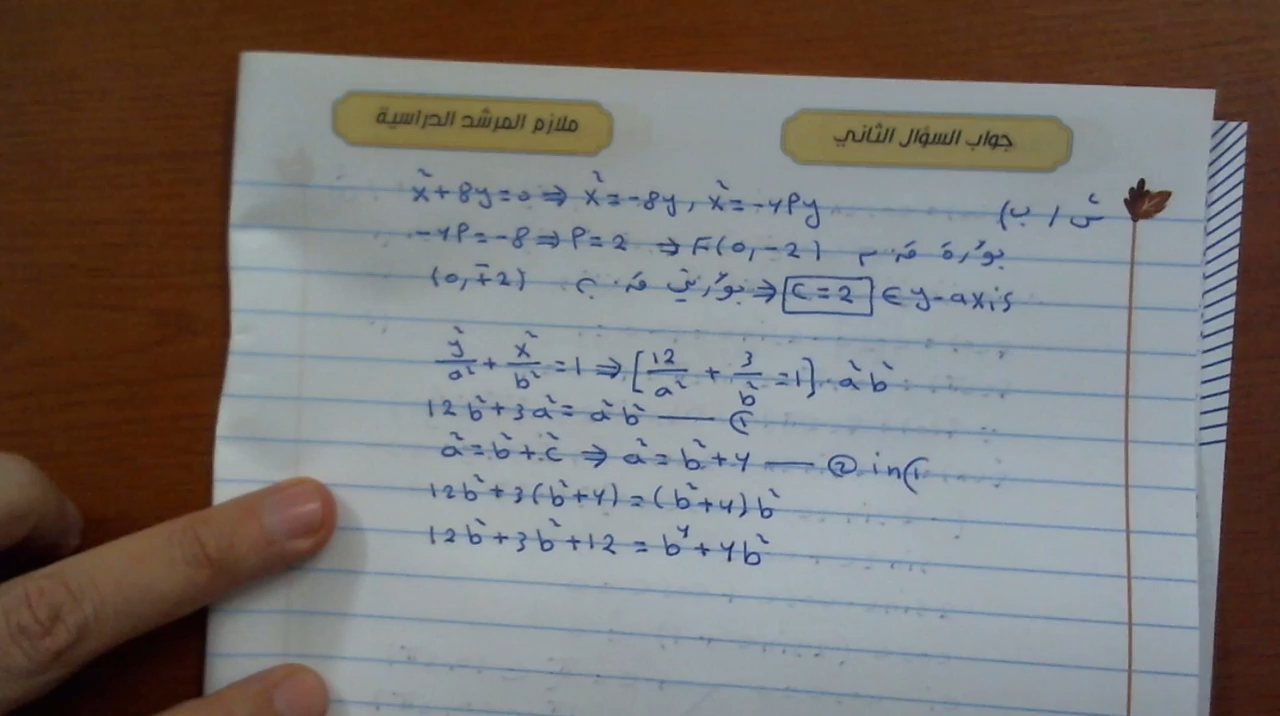 جواب السؤال الثاني
ملازم المرشد الدراسية
س / ب)
x² + 8y = 0 ⇒ x² = -8y, x² = -4Py
-4P = -8 ⇒ P = 2 ⇒ F(0, -2) بؤرة ق. م
(0, ∓2) بؤرتي ق. ج ⇒ C = 2 ∈ y-axis
y²/a² + x²/b² = 1 ⇒ [12/a² + 3/b² = 1] · a²b²
12b² + 3a² = a²b² —— ①
a² = b² + c² ⇒ a² = b² + 4 —— ② in ①
12b² + 3(b² + 4) = (b² + 4)b²
12b² + 3b² + 12 = b⁴ + 4b²